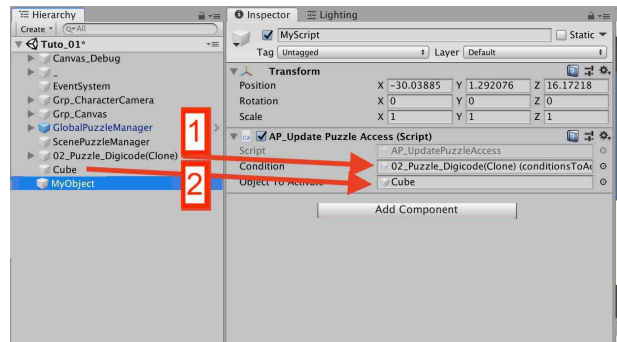 Hierarchy
Create
Q▾All
Tuto_01*
Canvas_Debug
_
EventSystem
Grp_CharacterCamera
Grp_Canvas
GlobalPuzzleManager
ScenePuzzleManager
02_Puzzle_Digicode(Clone)
Cube
MyObject
1
2
Inspector
Lighting
MyScript
Static
Tag Untagged Layer Default
Transform
Position X -30.03885 Y 1.292076 Z 16.17218
Rotation X 0 Y 0 Z 0
Scale X 1 Y 1 Z 1
AP_Update Puzzle Access (Script)
Script AP_UpdatePuzzleAccess
Condition 02_Puzzle_Digicode(Clone) (conditionsToAc
Object To Activate Cube
Add Component